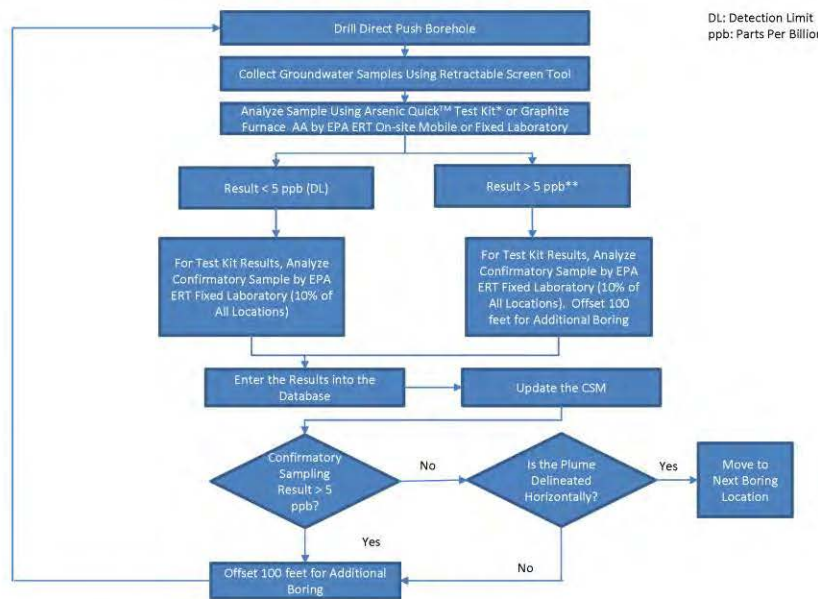 DL: Detection Limit
ppb: Parts Per Billion
Drill Direct Push Borehole
Collect Groundwater Samples Using Retractable Screen Tool
Analyze Sample Using Arsenic Quick™ Test Kit* or Graphite
Furnace AA by EPA ERT On-site Mobile or Fixed Laboratory
Result < 5 ppb (DL)
Result > 5 ppb**
For Test Kit Results, Analyze
Confirmatory Sample by EPA
ERT Fixed Laboratory (10% of
All Locations)
For Test Kit Results, Analyze
Confirmatory Sample by EPA
ERT Fixed Laboratory (10% of
All Locations). Offset 100
feet for Additional Boring
Enter the Results into the
Database
Update the CSM
Confirmatory
Sampling
Result > 5
ppb?
No
Is the Plume
Delineated
Horizontally?
Yes
Move to
Next Boring
Location
Yes
No
Offset 100 feet for Additional
Boring